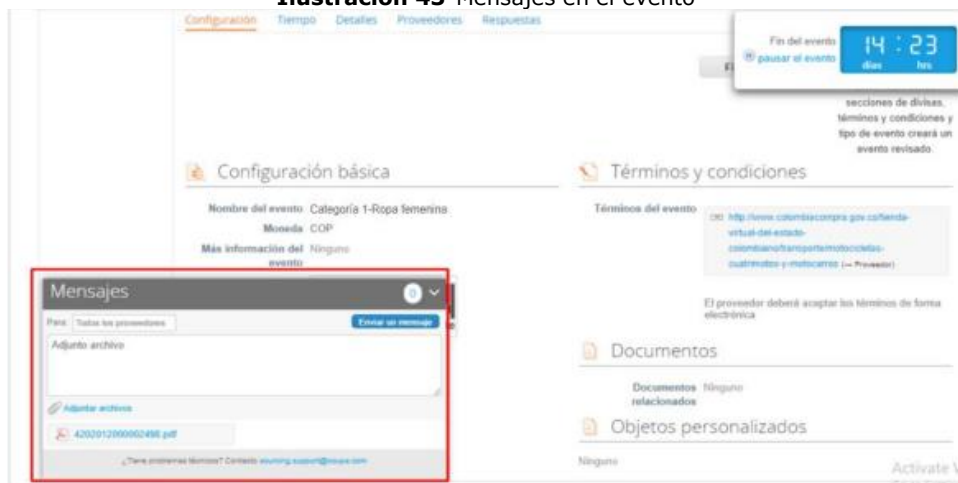 Ilustración 43 Mensajes en el evento
Configuración Tiempo Detalles Proveedores Respuestas
Fin del evento
pausar el evento
14 : 23
días hrs
secciones de divisas,
términos y condiciones y
tipo de evento creará un
evento revisado.
Configuración básica
Nombre del evento Categoría 1-Ropa femenina
Moneda COP
Más información del evento Ninguno
Términos y condiciones
Términos del evento
http://www.colombiacompra.gov.co/tienda-
virtual-del-estado-
colombiano/transporte/motocicletas-
cuatrimotos-y-motocarros (— Proveedor)
El proveedor deberá aceptar los términos de forma
electrónica
Mensajes 0
Para: Todos los proveedores Enviar un mensaje
Adjunto archivo
Adjuntar archivos
4202012000002498.pdf
¿Tiene problemas técnicos? Contacto sourcing.support@coupa.com
Documentos
Documentos relacionados Ninguno
Objetos personalizados
Ninguno